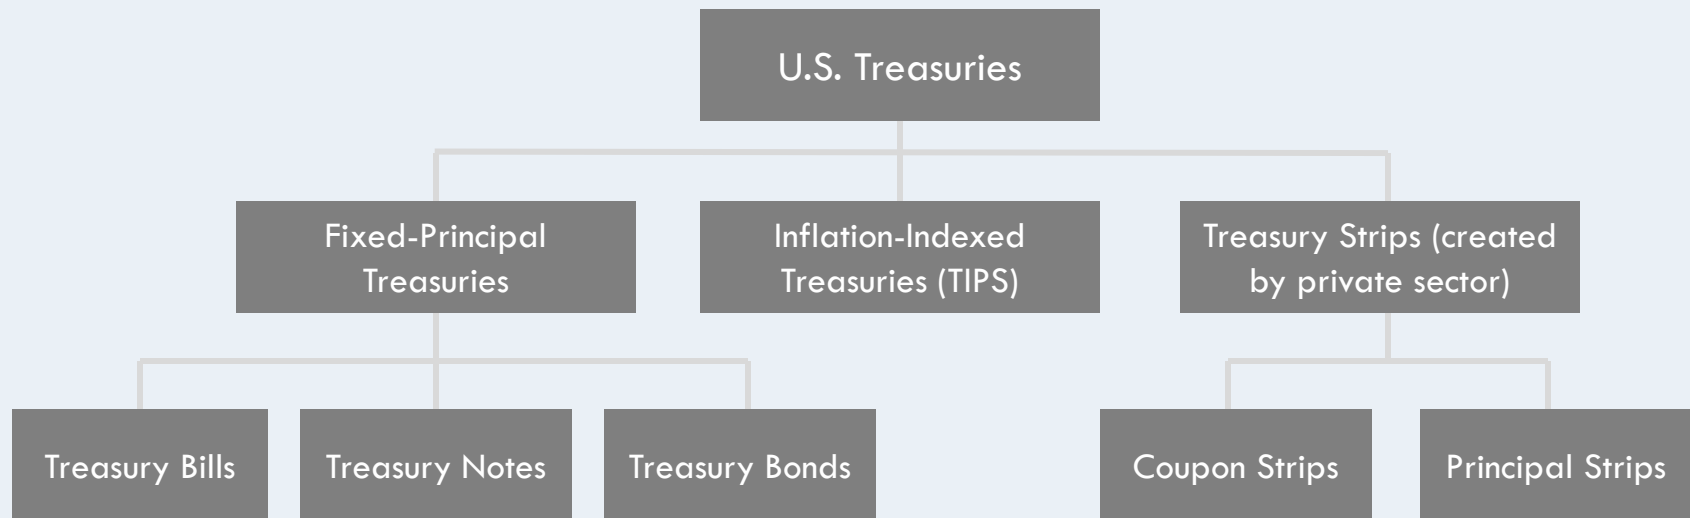 U.S. Treasuries
Fixed-Principal
Treasuries
Inflation-Indexed
Treasuries (TIPS)
Treasury Strips (created
by private sector)
Treasury Bills
Treasury Notes
Treasury Bonds
Coupon Strips
Principal Strips